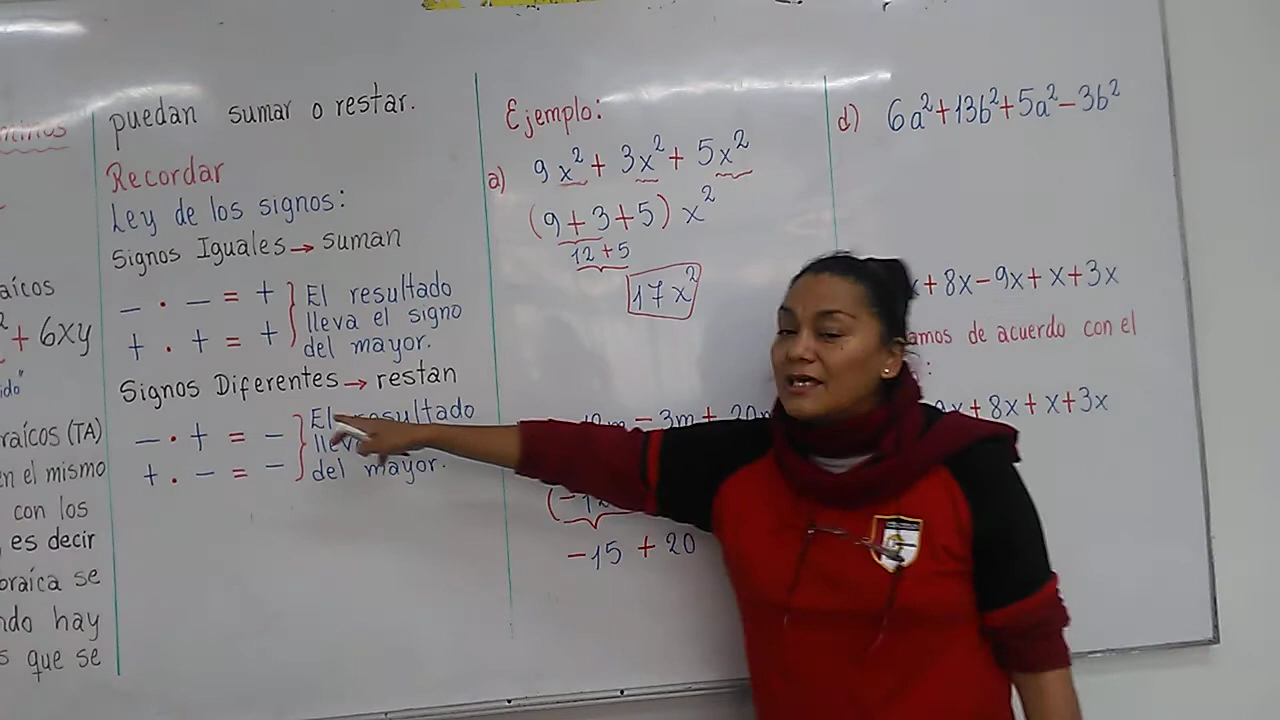 aícos
² + 6xy
raícos (TA)
en el mismo
con los
es decir
braíca se
ndo hay
s que se
puedan sumar o restar.
Recordar
Ley de los signos:
Signos Iguales → suman
- . - = +
+ . + = +
El resultado
lleva el signo
del mayor.
Signos Diferentes → restan
- . + = -
+ . - = -
El resultado
del mayor.
Ejemplo:
a) 9x² + 3x² + 5x²
(9+3+5) x²
12 + 5
17x²
- 3m + 20m
-15 + 20
d) 6a²+13b²+5a²-3b²
x + 8x - 9x + x + 3x
amos de acuerdo con el
x + 8x + x + 3x